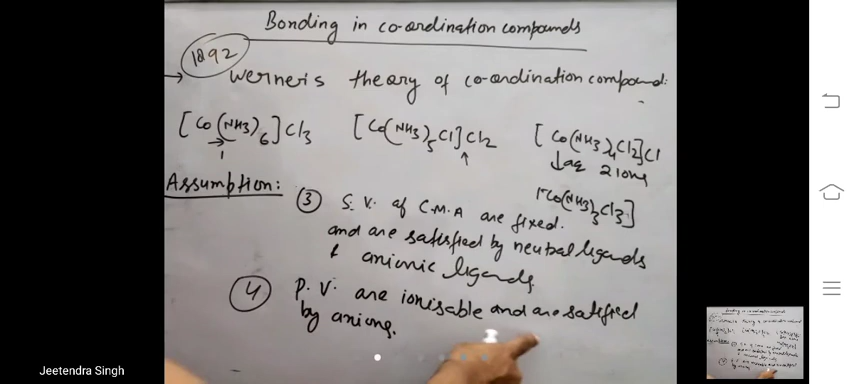 Bonding in co-ordination compounds
1892
→ Werner's theory of co-ordination compound:
[Co(NH3)6]Cl3 [Co(NH3)5Cl]Cl2 [Co(NH3)4Cl2]Cl
↓aq 2 ions
[Co(NH3)3Cl3]
Assumption:
③ S.V. of C.M.A are fixed.
and are satisfied by neutral ligands
& anionic ligands
④ P.V. are ionisable and are satisfied
by anions.
Jeetendra Singh